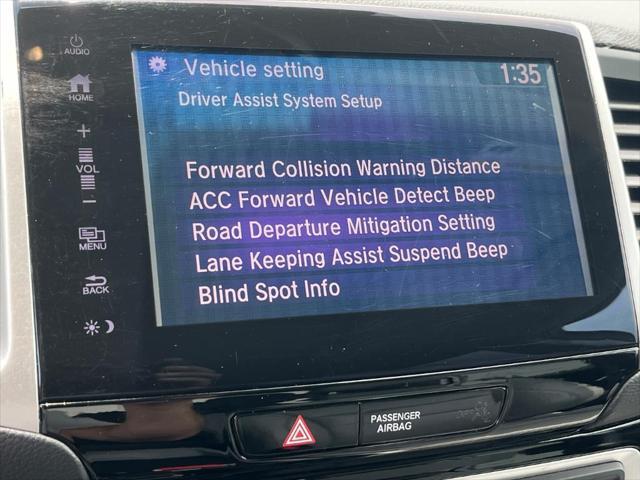 AUDIO
HOME
+
VOL
−
MENU
BACK
Vehicle setting
1:35
Driver Assist System Setup
Forward Collision Warning Distance
ACC Forward Vehicle Detect Beep
Road Departure Mitigation Setting
Lane Keeping Assist Suspend Beep
Blind Spot Info
PASSENGER
AIRBAG